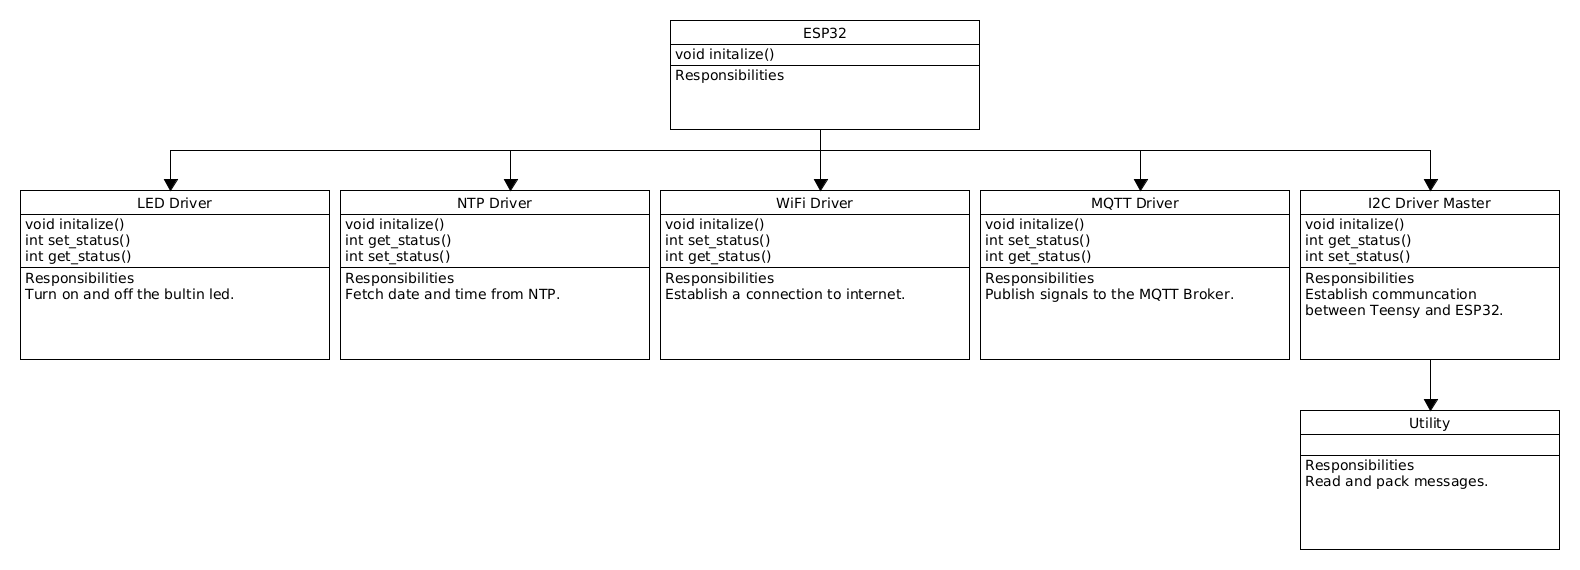 ESP32
void initalize()
Responsibilities
LED Driver
void initalize()
int set_status()
int get_status()
Responsibilities
Turn on and off the bultin led.
NTP Driver
void initalize()
int get_status()
int set_status()
Responsibilities
Fetch date and time from NTP.
WiFi Driver
void initalize()
int set_status()
int get_status()
Responsibilities
Establish a connection to internet.
MQTT Driver
void initalize()
int set_status()
int get_status()
Responsibilities
Publish signals to the MQTT Broker.
I2C Driver Master
void initalize()
int get_status()
int set_status()
Responsibilities
Establish communcation
between Teensy and ESP32.
Utility
Responsibilities
Read and pack messages.